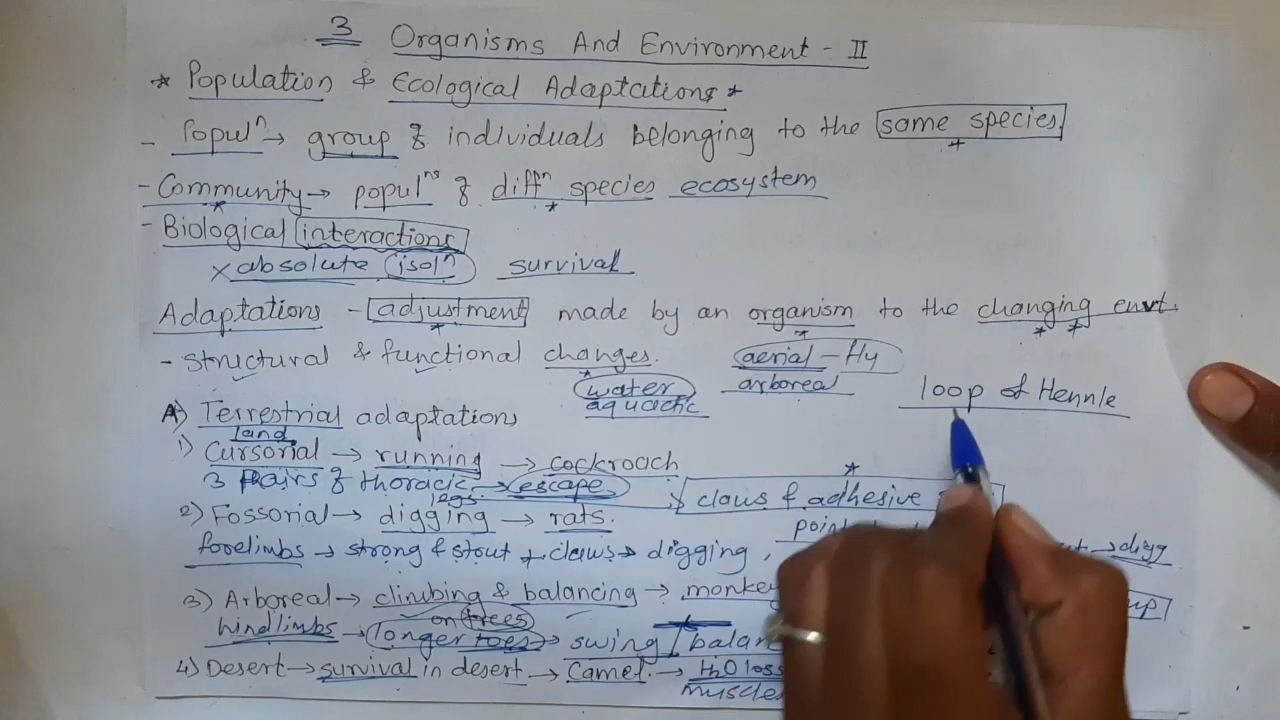 3 Organisms And Environment - II
* Population & Ecological Adaptations *
- Populⁿ → group of individuals belonging to the same species
- Community → populⁿˢ of diffⁿ species ecosystem
- Biological interactions
x absolute isolⁿ survival
Adaptations - adjustment made by an organism to the changing envt.
- structural & functional changes. aerial - fly
water arboreal
aquatic
loop of Hennle
A) Terrestrial adaptations
land
1) Cursorial → running → cockroach
3 pairs of thoracic → escape
legs
claws & adhesive
2) Fossorial → digging → rats.
forelimbs → strong & stout + claws → digging,
3) Arboreal → climbing & balancing → monkey
on trees
hindlimbs → longer toes → swing / balan
4) Desert → survival in desert → Camel → H₂O loss
muscles